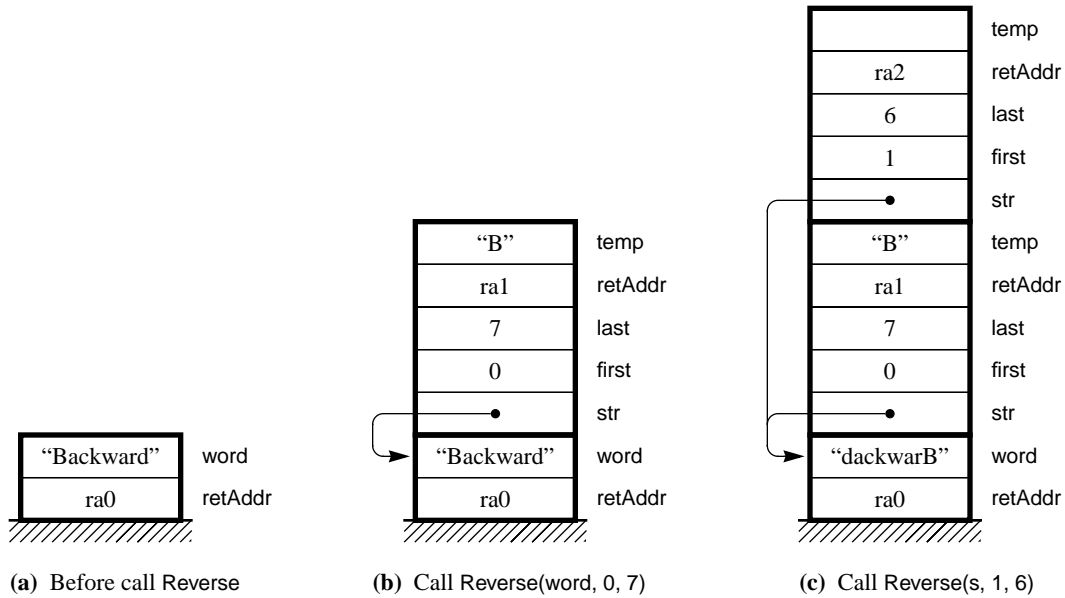 temp
ra2 retAddr
6 last
1 first
str
“B” temp
ra1 retAddr
7 last
0 first
str
“dackwarB” word
ra0 retAddr
“B” temp
ra1 retAddr
7 last
0 first
str
“Backward” word
ra0 retAddr
“Backward” word
ra0 retAddr
(a) Before call Reverse
(b) Call Reverse(word, 0, 7)
(c) Call Reverse(s, 1, 6)